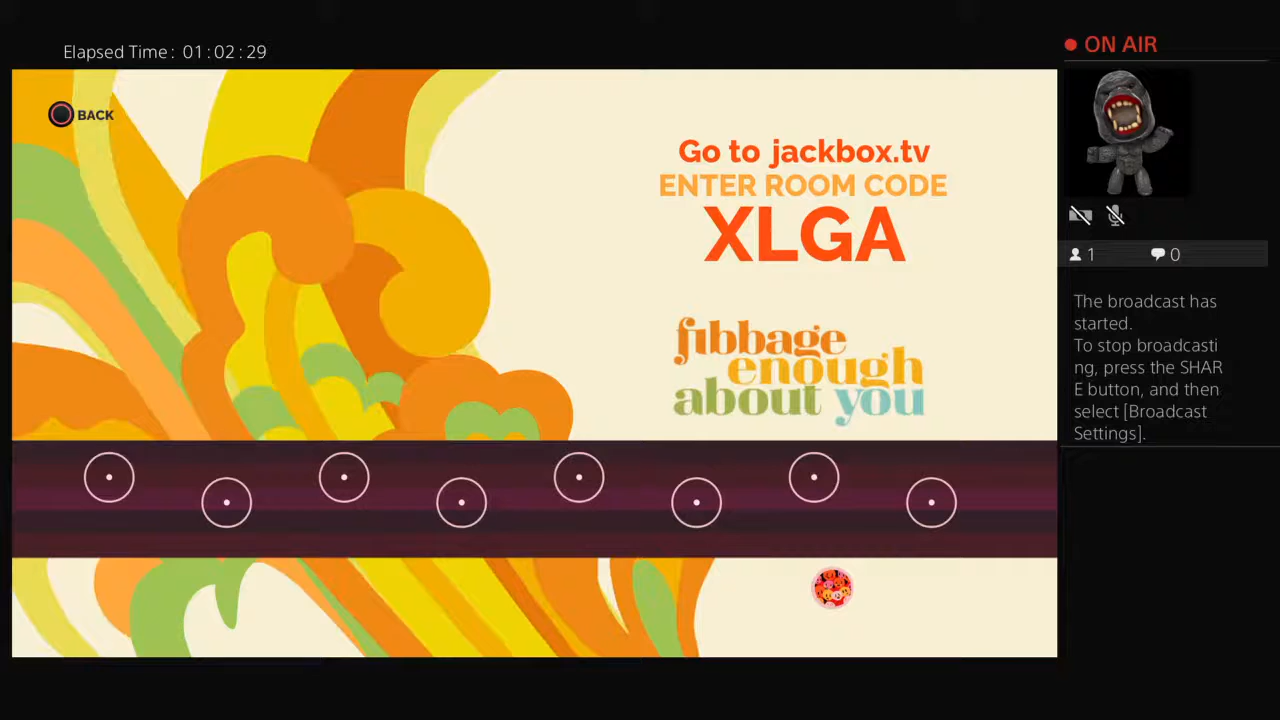 Elapsed Time: 01:02:29
ON AIR
BACK
Go to jackbox.tv
ENTER ROOM CODE
XLGA
1
0
The broadcast has
started.
To stop broadcasti
ng, press the SHAR
E button, and then
select [Broadcast
Settings].
fibbage
enough
about you